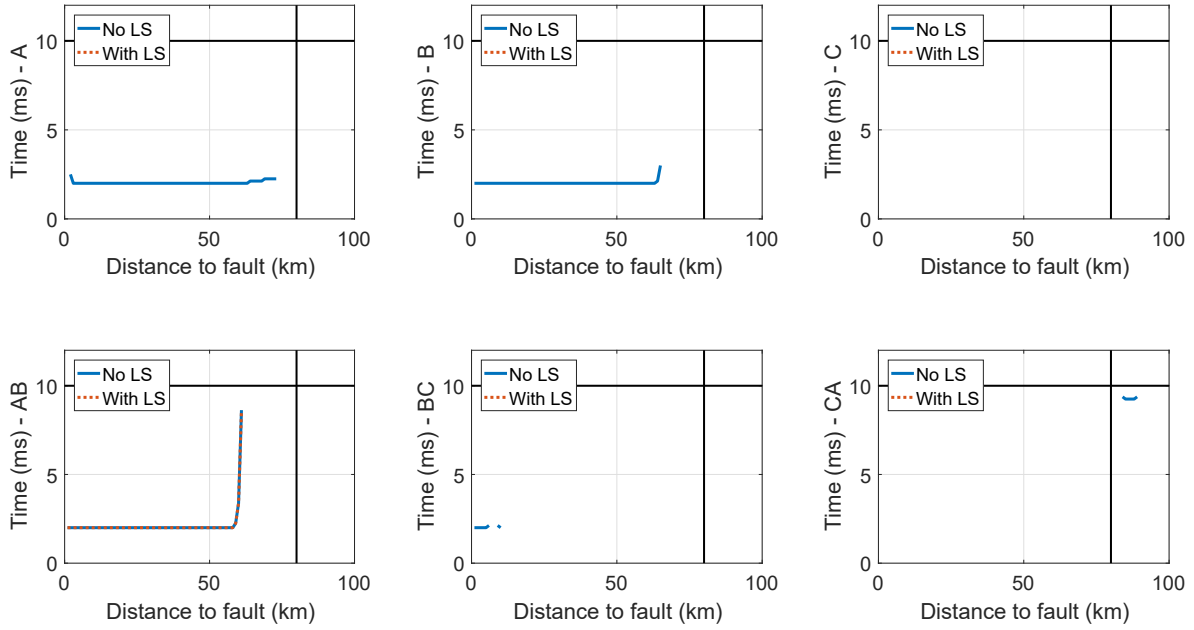 Time (ms) - A
10
5
0
No LS
With LS
0
50
100
Distance to fault (km)
Time (ms) - B
10
5
0
No LS
With LS
0
50
100
Distance to fault (km)
Time (ms) - C
10
5
0
No LS
With LS
0
50
100
Distance to fault (km)
Time (ms) - AB
10
5
0
No LS
With LS
0
50
100
Distance to fault (km)
Time (ms) - BC
10
5
0
No LS
With LS
0
50
100
Distance to fault (km)
Time (ms) - CA
10
5
0
No LS
With LS
0
50
100
Distance to fault (km)